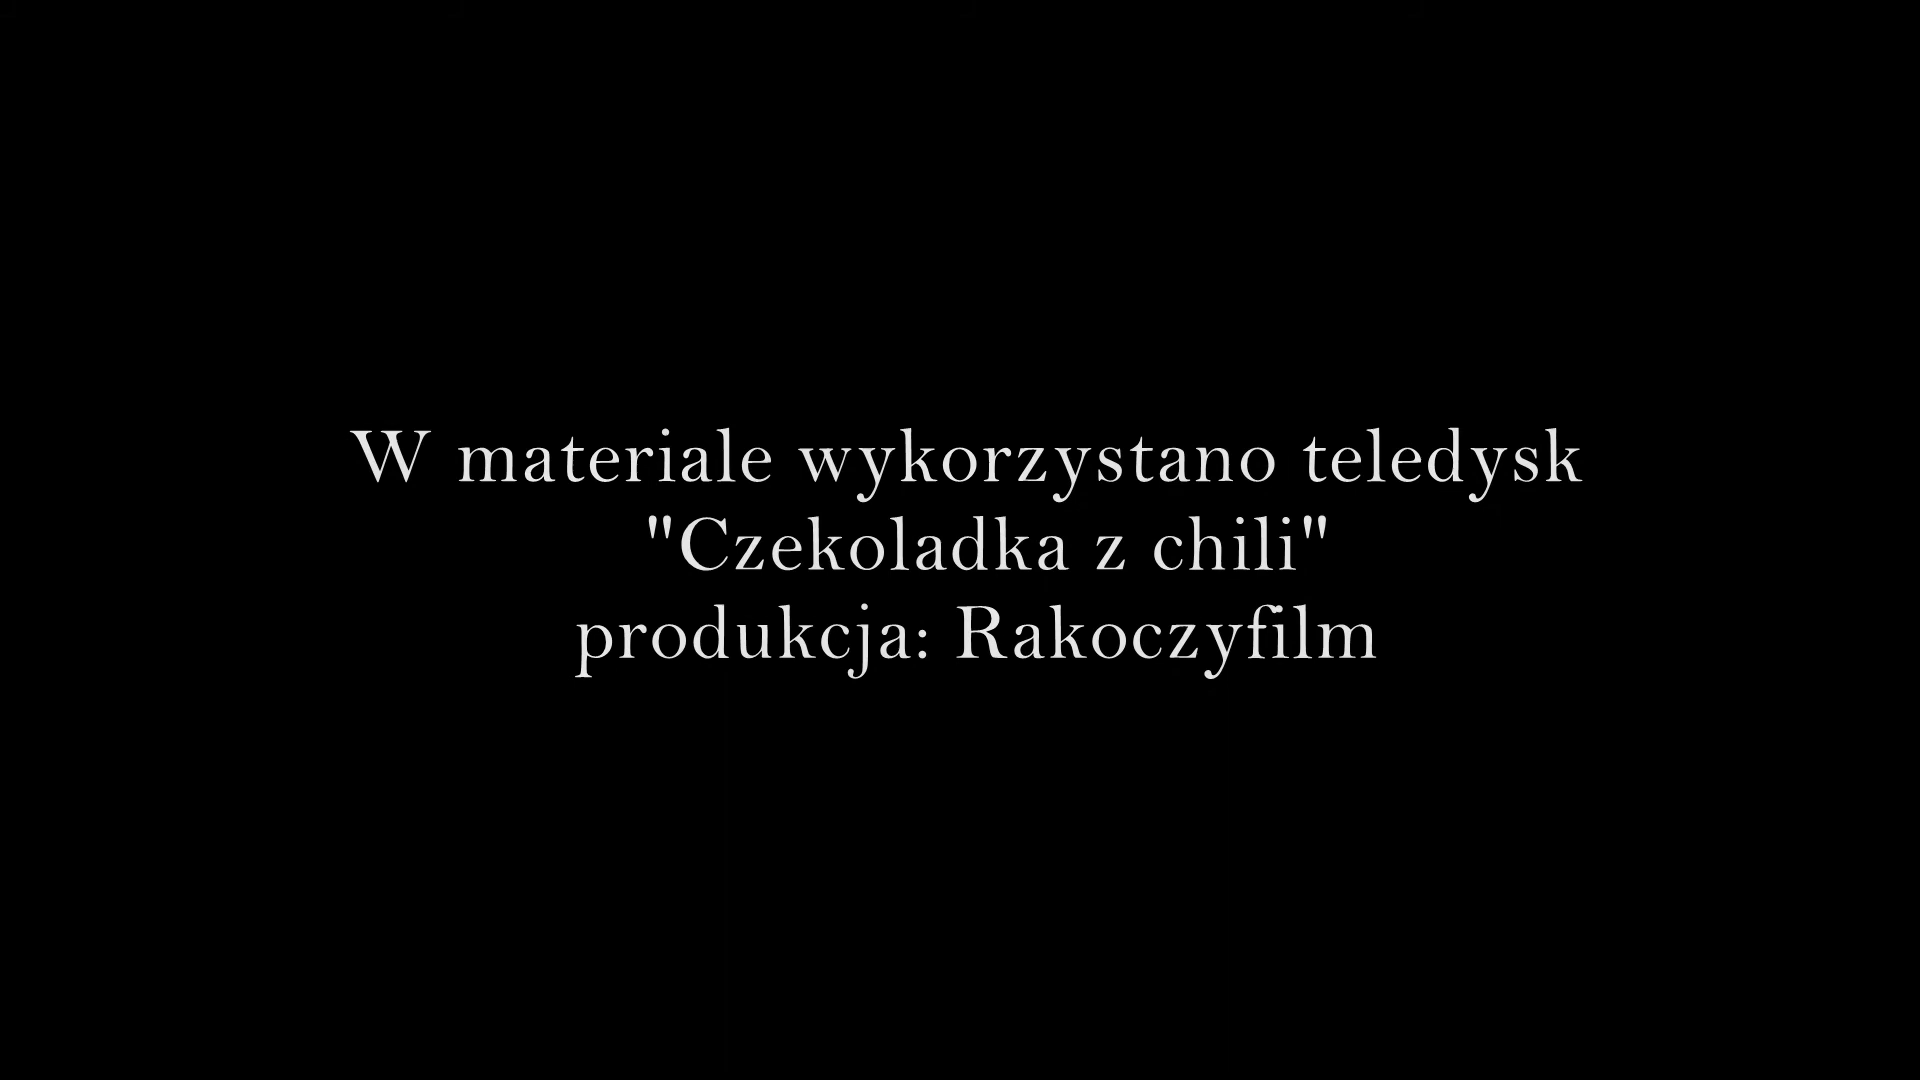 W materiale wykorzystano teledysk
"Czekoladka z chili"
produkcja: Rakoczyfilm